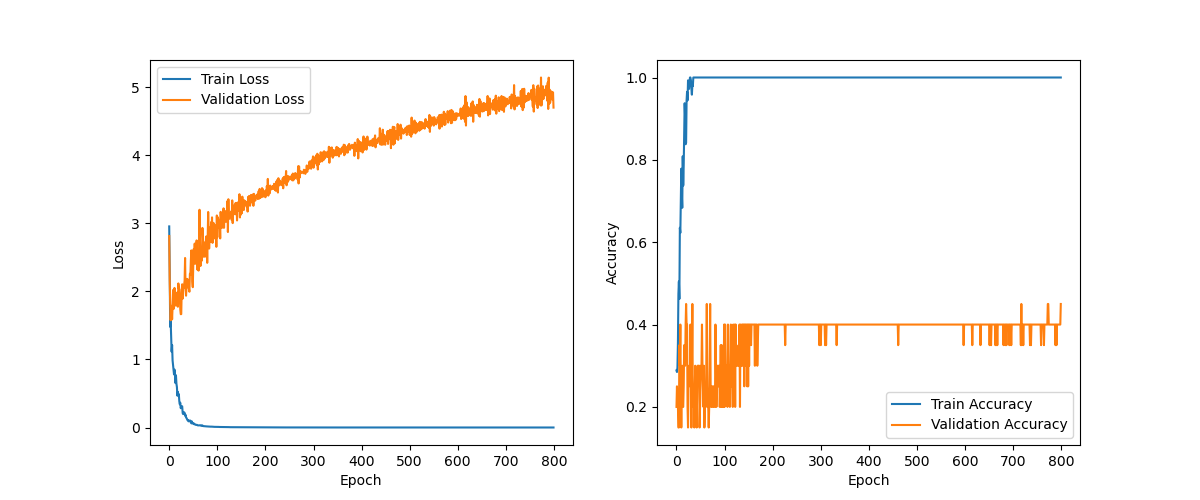 Train Loss
Validation Loss
5
4
3
2
1
0
Loss
0 100 200 300 400 500 600 700 800
Epoch
1.0
0.8
0.6
0.4
0.2
Accuracy
Train Accuracy
Validation Accuracy
0 100 200 300 400 500 600 700 800
Epoch